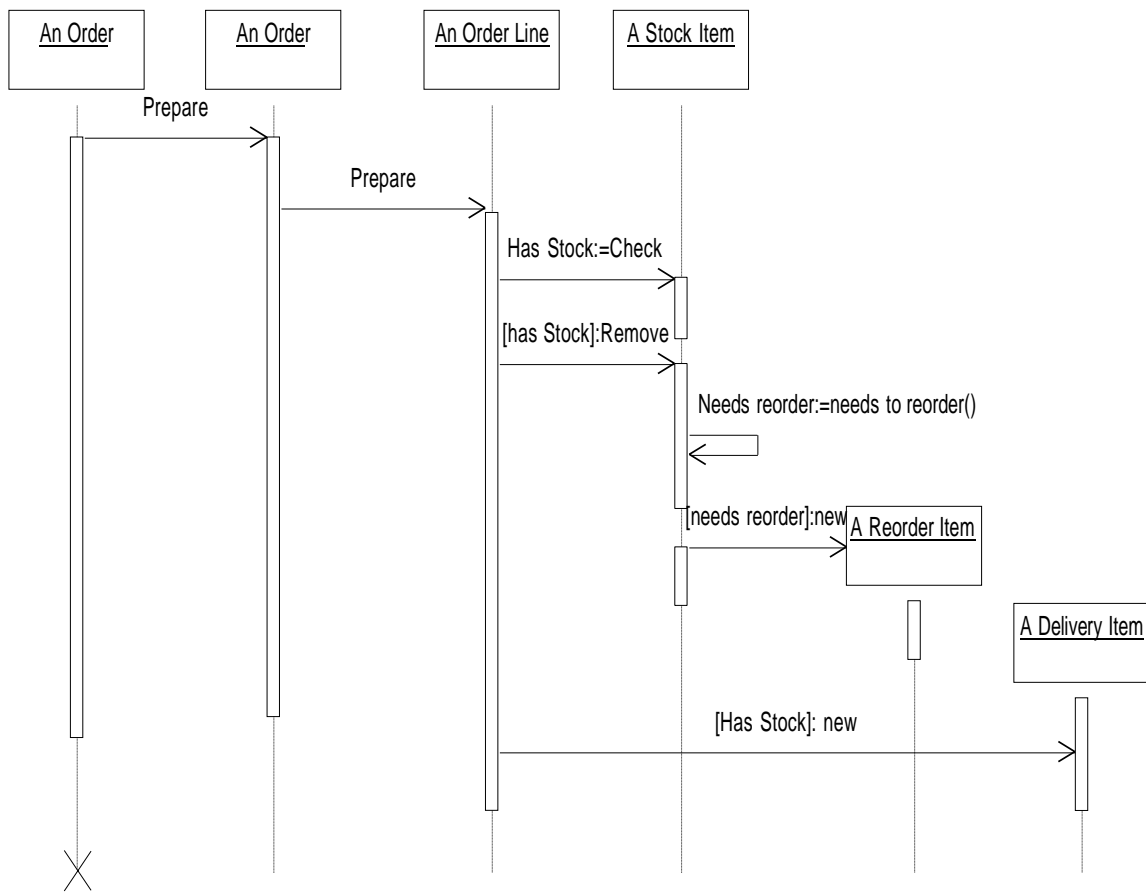 An Order
An Order
An Order Line
A Stock Item
Prepare
Prepare
Has Stock:=Check
[has Stock]:Remove
Needs reorder:=needs to reorder()
[needs reorder]:new
A Reorder Item
A Delivery Item
[Has Stock]: new